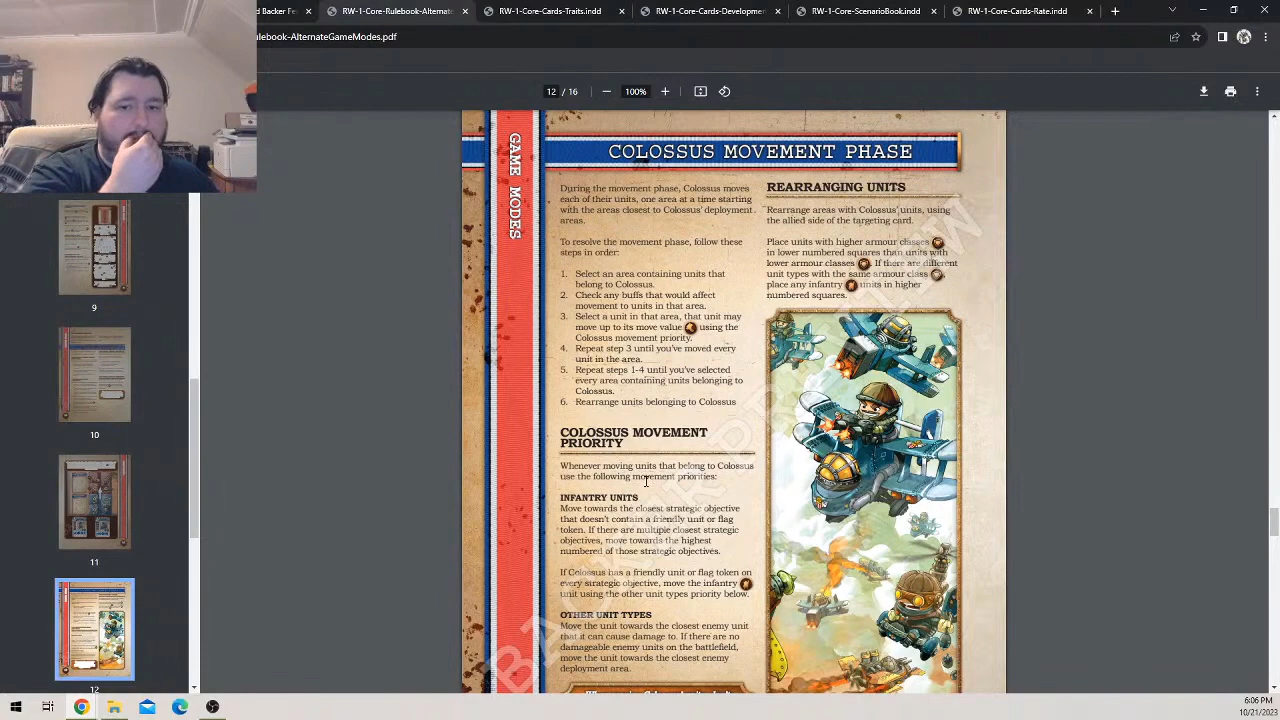 d Backer Fe
RW-1-Core-Rulebook-Alternate
RW-1-Core-Cards-Traits.indd
RW-1-Core-Cards-Developmen
RW-1-Core-ScenarioBook.indd
RW-1-Core-Cards-Rate.indd
ulebook-AlternateGameModes.pdf
12 / 16
100%
GAME MODES
COLOSSUS MOVEMENT PHASE
During the movement phase, Colossus moves
each of their units, one area at a time starting
with the areas closest to Colossus' deployment
areas.
To resolve the movement phase, follow these
steps in order:
1. Select an area containing units that
belong to Colossus.
2. Check any buffs that would affect
movement to units in that area.
3. Select a unit in that area, that unit may
move up to its move value using the
Colossus movement priority.
4. Repeat step 3 until you've moved every
unit in the area.
5. Repeat steps 1-4 until you've selected
every area containing units belonging to
Colossus.
6. Rearrange units belonging to Colossus
COLOSSUS MOVEMENT
PRIORITY
Whenever moving units that belong to Colossus
use the following movement priorities:
INFANTRY UNITS
Move towards the closest strategic objective
that doesn't contain a friendly unit or flag
token. If there are multiple closest strategic
objectives, move towards the highest
numbered of those strategic objectives.
If Colossus has a friendly unit or flag token on
every strategic objective, move the infantry
unit using the other unit types priority below.
OTHER UNIT TYPES
Move the unit towards the closest enemy unit
that it can cause damage to. If there are no
damageable enemy units on the battlefield,
move the unit towards the closest enemy
deployment area.
REARRANGING UNITS
Rearrange areas with Colossus' units, using
the allied side of the targeting card.
Place units with higher armour classes
in lower numbered squares than units with
lower armour classes . If there are different
unit types with the same armour class ,
place any infantry units in higher
numbered squares.
9
10
11
12
6:06 PM
10/21/2023